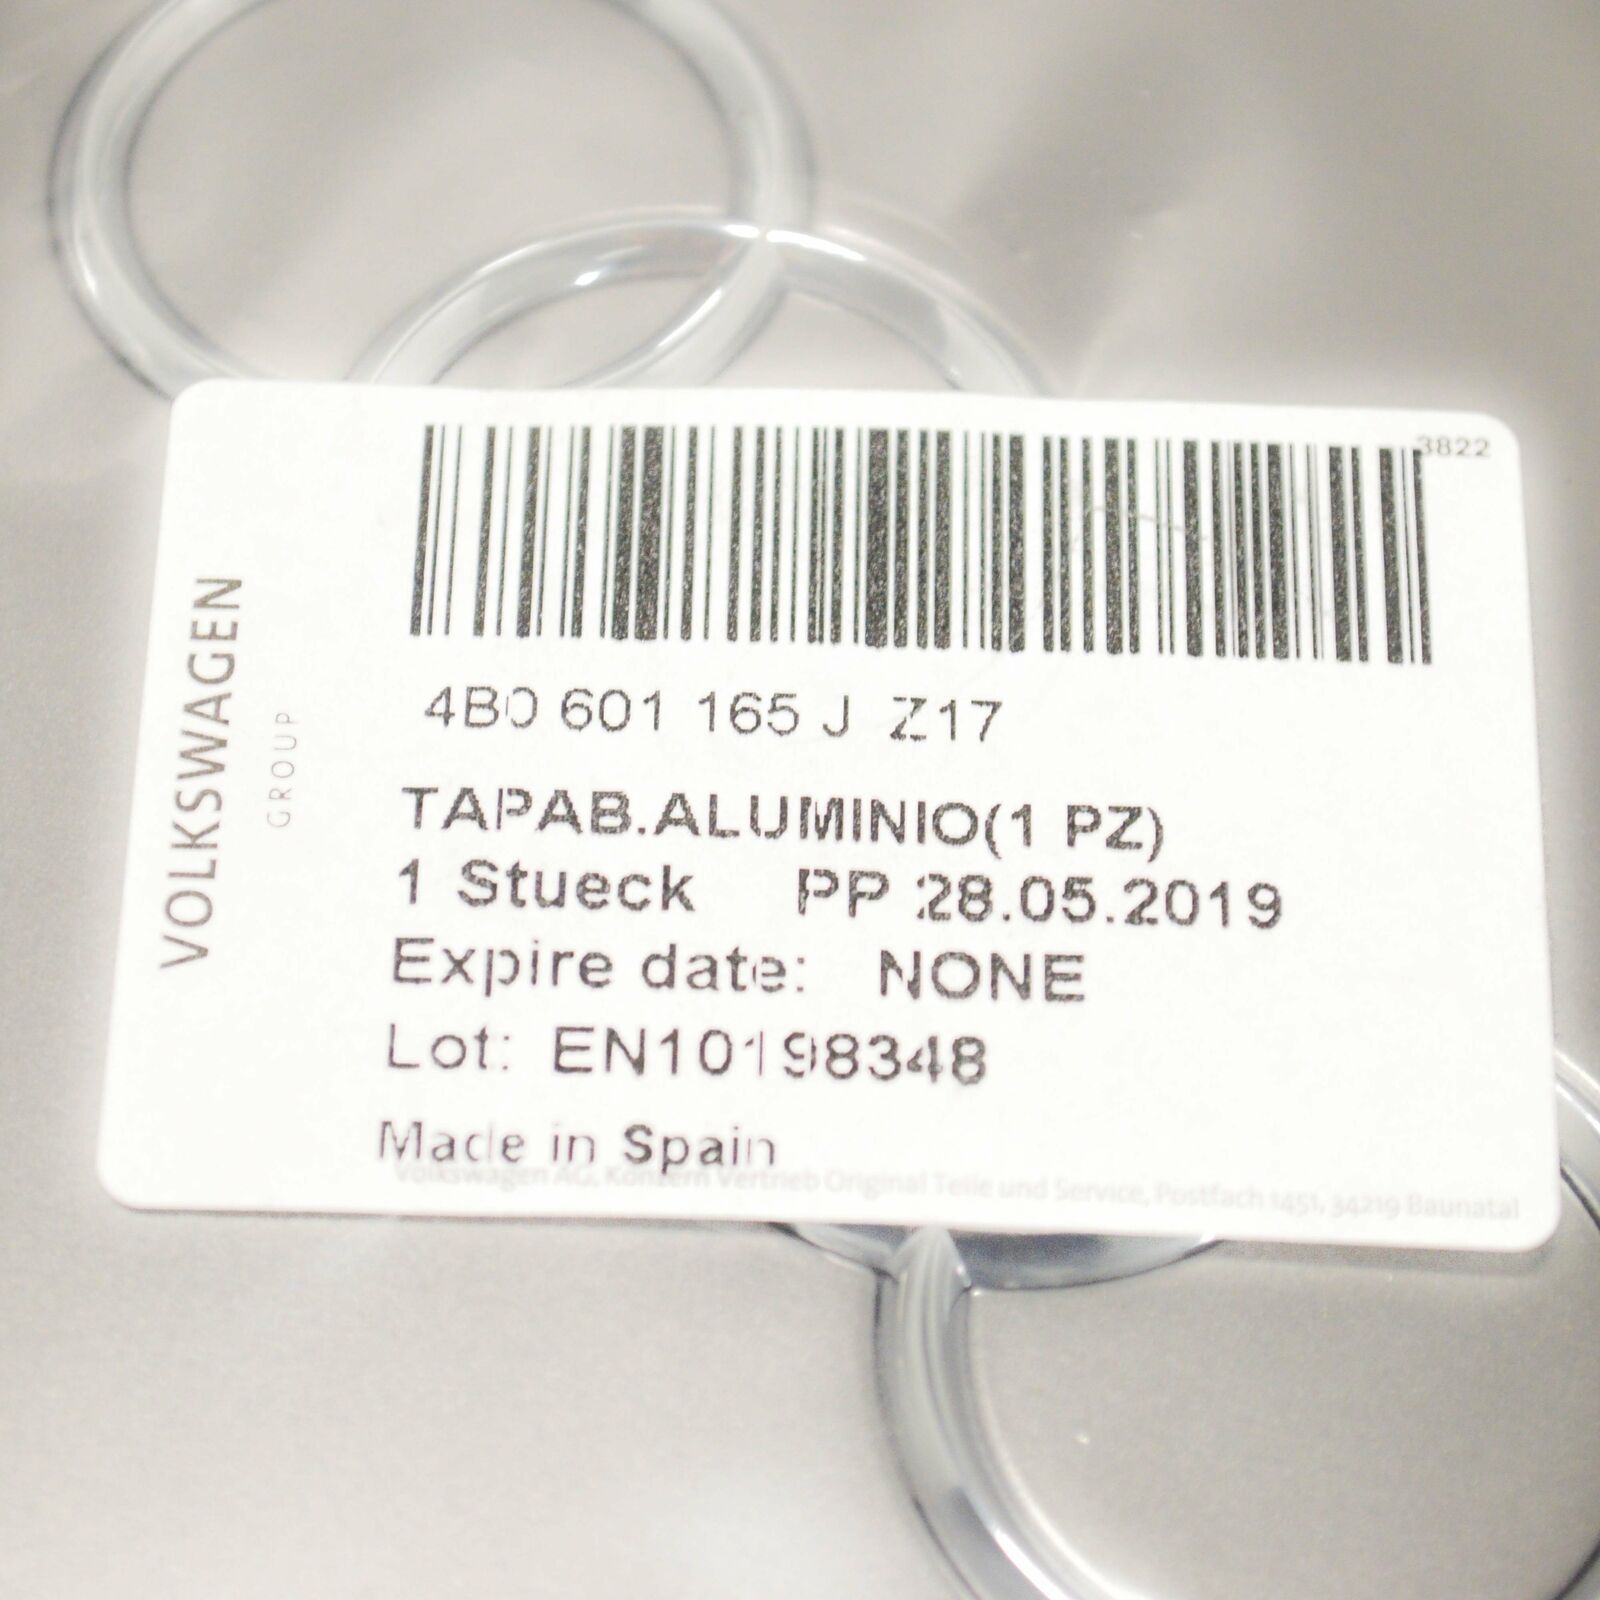 3822
4B0 601 165 J Z17
TAPAB.ALUMINIO(1 PZ)
1 Stueck PP 28.05.2019
Expire date: NONE
Lot: EN10198348
Made in Spain
Volkswagen AG, Konzern Vertrieb Original Teile und Service, Postfach 1451, 34219 Baunatal
VOLKSWAGEN
GROUP